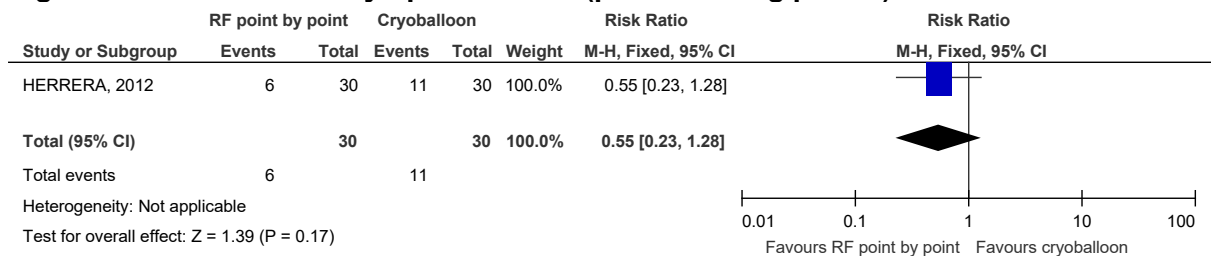 RF point by point Cryoballoon Risk Ratio Risk Ratio
Study or Subgroup Events Total Events Total Weight M-H, Fixed, 95% CI M-H, Fixed, 95% CI
HERRERA, 2012 6 30 11 30 100.0% 0.55 [0.23, 1.28]
Total (95% CI) 30 30 100.0% 0.55 [0.23, 1.28]
Total events 6 11
Heterogeneity: Not applicable
Test for overall effect: Z = 1.39 (P = 0.17)
0.01 0.1 1 10 100
Favours RF point by point Favours cryoballoon